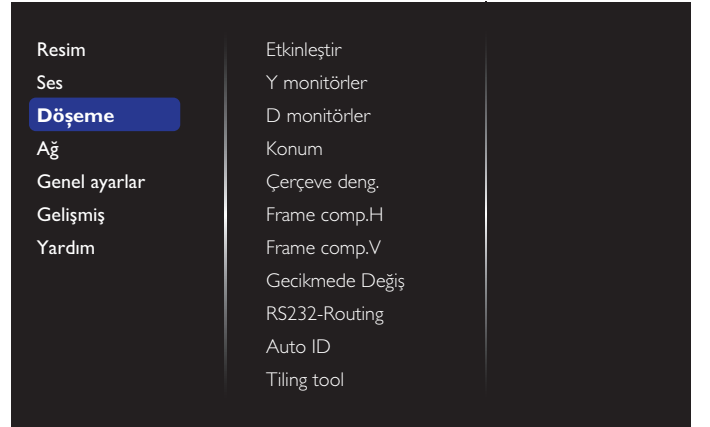 Resim
Ses
Döşeme
Ağ
Genel ayarlar
Gelişmiş
Yardım
Etkinleştir
Y monitörler
D monitörler
Konum
Çerçeve deng.
Frame comp.H
Frame comp.V
Gecikmede Değiş
RS232-Routing
Auto ID
Tiling tool